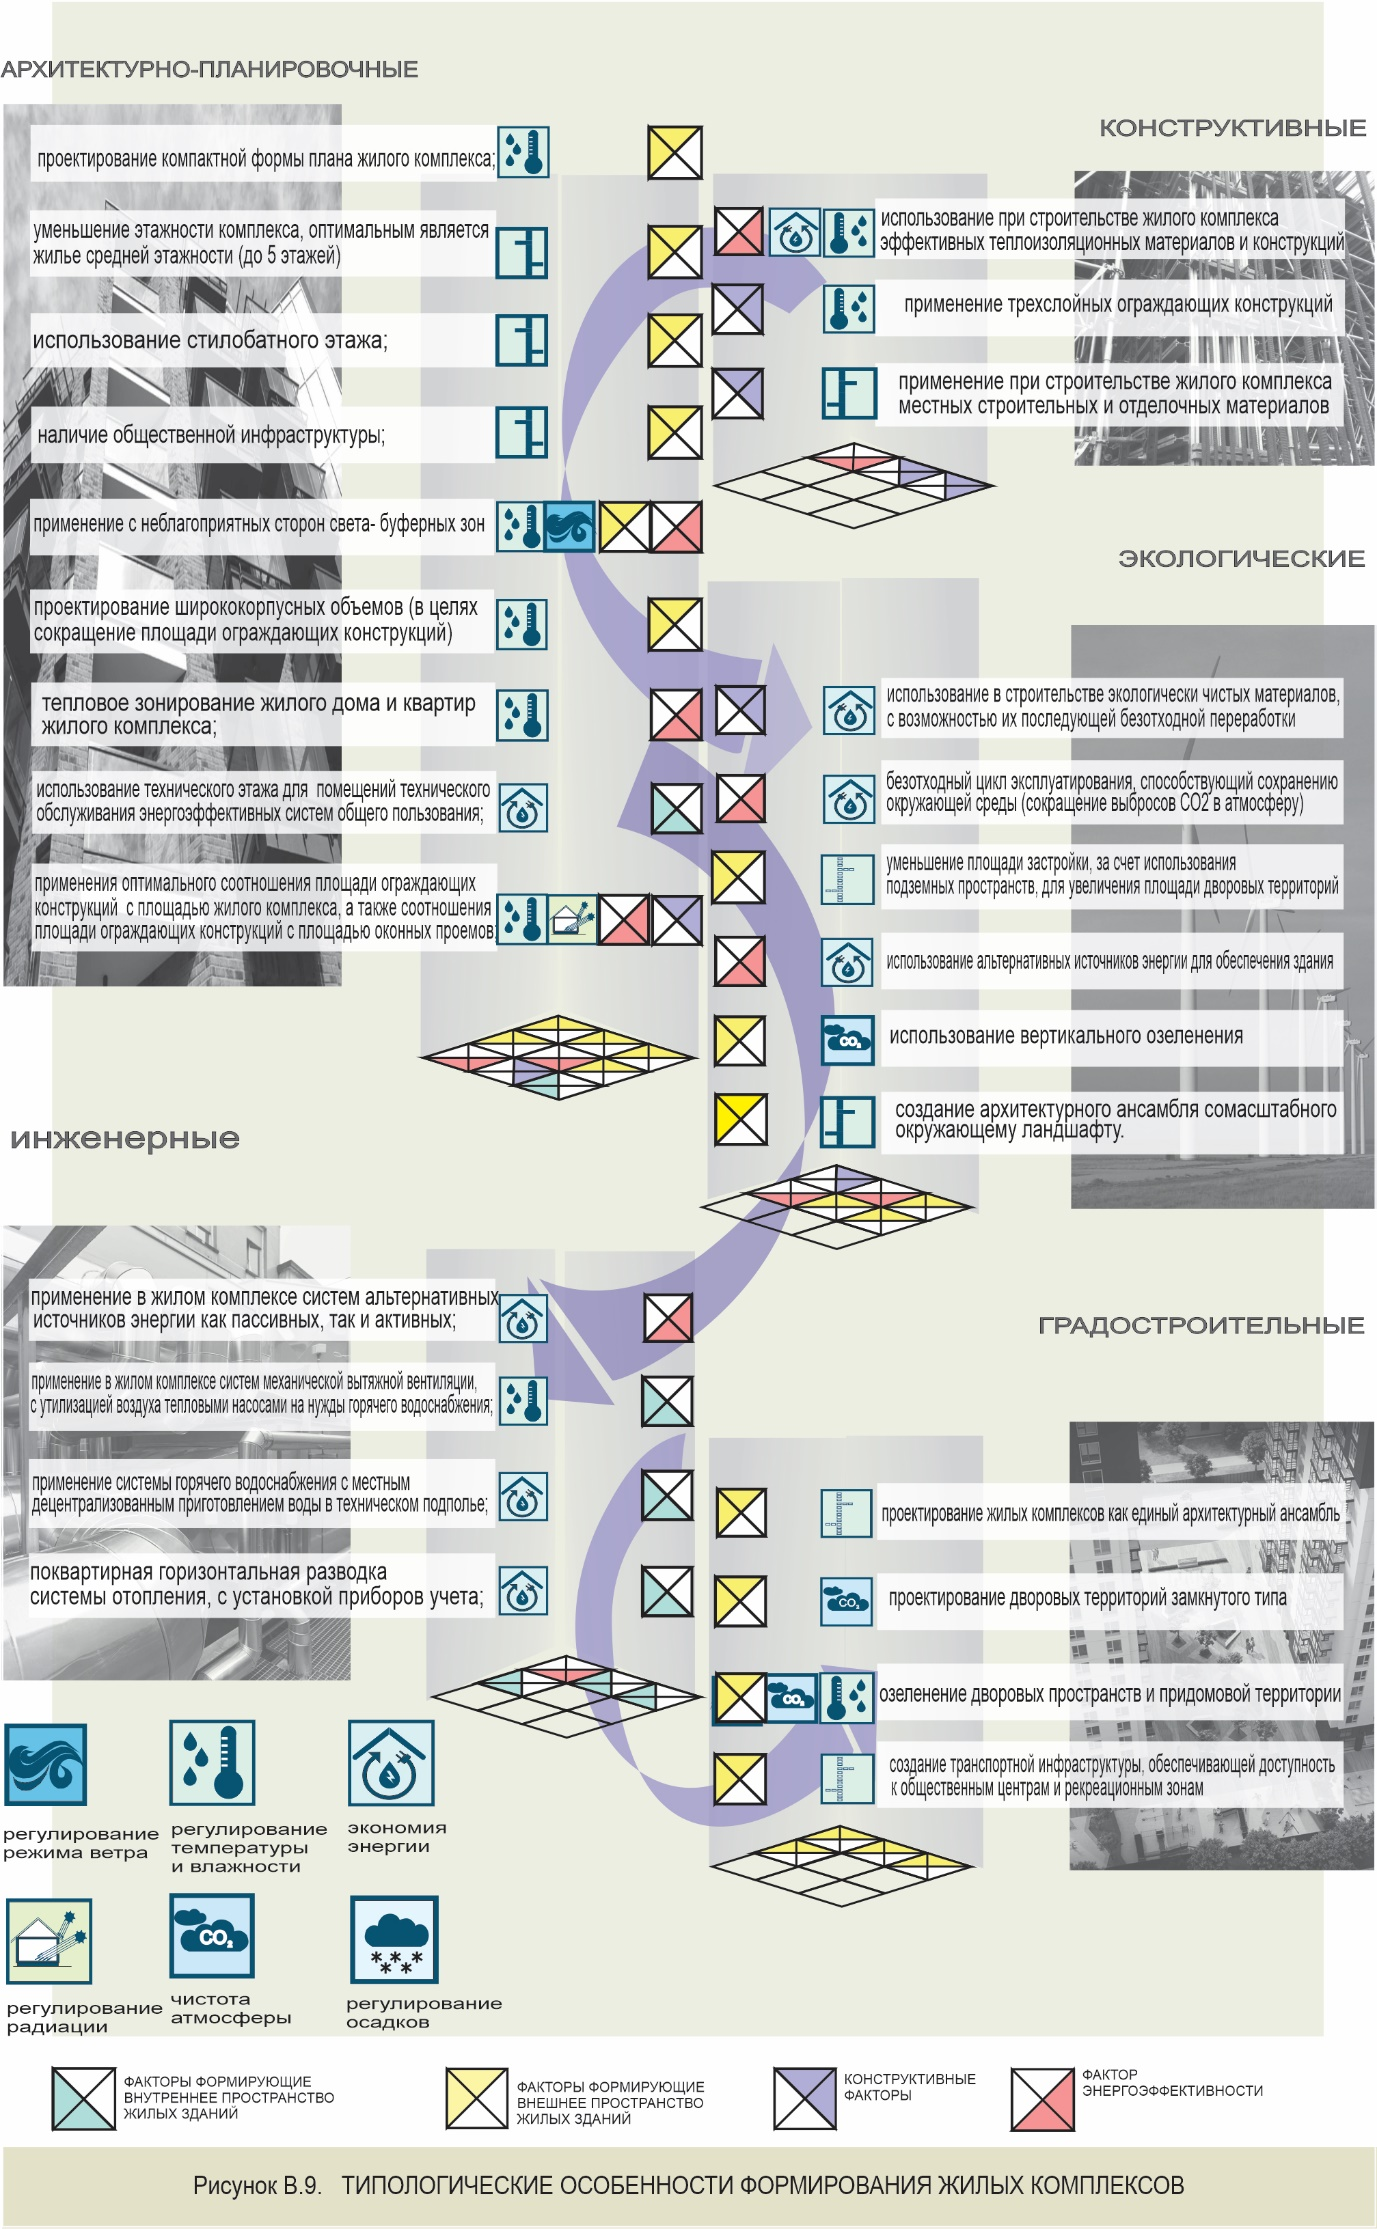 АРХИТЕКТУРНО-ПЛАНИРОВОЧНЫЕ
проектирование компактной формы плана жилого комплекса;
уменьшение этажности комплекса, оптимальным является
жилье средней этажности (до 5 этажей)
использование стилобатного этажа;
наличие общественной инфраструктуры;
применение с неблагоприятных сторон света- буферных зон
проектирование ширококорпусных объемов (в целях
сокращение площади ограждающих конструкций)
тепловое зонирование жилого дома и квартир
жилого комплекса;
использование технического этажа для помещений технического
обслуживания энергоэффективных систем общего пользования;
применения оптимального соотношения площади ограждающих
конструкций с площадью жилого комплекса, а также соотношения
площади ограждающих конструкций с площадью оконных проемов;
КОНСТРУКТИВНЫЕ
использование при строительстве жилого комплекса
эффективных теплоизоляционных материалов и конструкций
применение трехслойных ограждающих конструкций
применение при строительстве жилого комплекса
местных строительных и отделочных материалов
ЭКОЛОГИЧЕСКИЕ
использование в строительстве экологически чистых материалов,
с возможностью их последующей безотходной переработки
безотходный цикл эксплуатирования, способствующий сохранению
окружающей среды (сокращение выбросов СО2 в атмосферу)
уменьшение площади застройки, за счет использования
подземных пространств, для увеличения площади дворовых территорий
использование альтернативных источников энергии для обеспечения здания
CO2
использование вертикального озеленения
создание архитектурного ансамбля сомасштабного
окружающему ландшафту.
инженерные
применение в жилом комплексе систем альтернативных
источников энергии как пассивных, так и активных;
применение в жилом комплексе систем механической вытяжной вентиляции,
с утилизацией воздуха тепловыми насосами на нужды горячего водоснабжения;
применение системы горячего водоснабжения с местным
децентрализованным приготовлением воды в техническом подполье;
поквартирная горизонтальная разводка
системы отопления, с установкой приборов учета;
ГРАДОСТРОИТЕЛЬНЫЕ
проектирование жилых комплексов как единый архитектурный ансамбль
CO2
проектирование дворовых территорий замкнутого типа
CO2
озеленение дворовых пространств и придомовой территории
создание транспортной инфраструктуры, обеспечивающей доступность
к общественным центрам и рекреационным зонам
регулирование
режима ветра
регулирование
температуры
и влажности
экономия
энергии
CO2
регулирование
радиации
чистота
атмосферы
регулирование
осадков
ФАКТОРЫ ФОРМИРУЮЩИЕ
ВНУТРЕННЕЕ ПРОСТРАНСТВО
ЖИЛЫХ ЗДАНИЙ
ФАКТОРЫ ФОРМИРУЮЩИЕ
ВНЕШНЕЕ ПРОСТРАНСТВО
ЖИЛЫХ ЗДАНИЙ
КОНСТРУКТИВНЫЕ
ФАКТОРЫ
ФАКТОР
ЭНЕРГОЭФФЕКТИВНОСТИ
Рисунок В.9. ТИПОЛОГИЧЕСКИЕ ОСОБЕННОСТИ ФОРМИРОВАНИЯ ЖИЛЫХ КОМПЛЕКСОВ